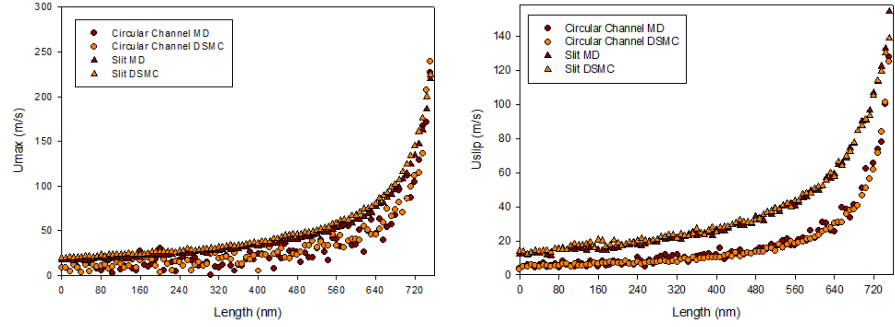 300
250
200
150
100
50
0
Umax (m/s)
Circular Channel MD
Circular Channel DSMC
Slit MD
Slit DSMC
0 80 160 240 320 400 480 560 640 720
Length (nm)
140
120
100
80
60
40
20
0
Uslip (m/s)
Circular Channel MD
Circular Channel DSMC
Slit MD
Slit DSMC
0 80 160 240 320 400 480 560 640 720
Length (nm)